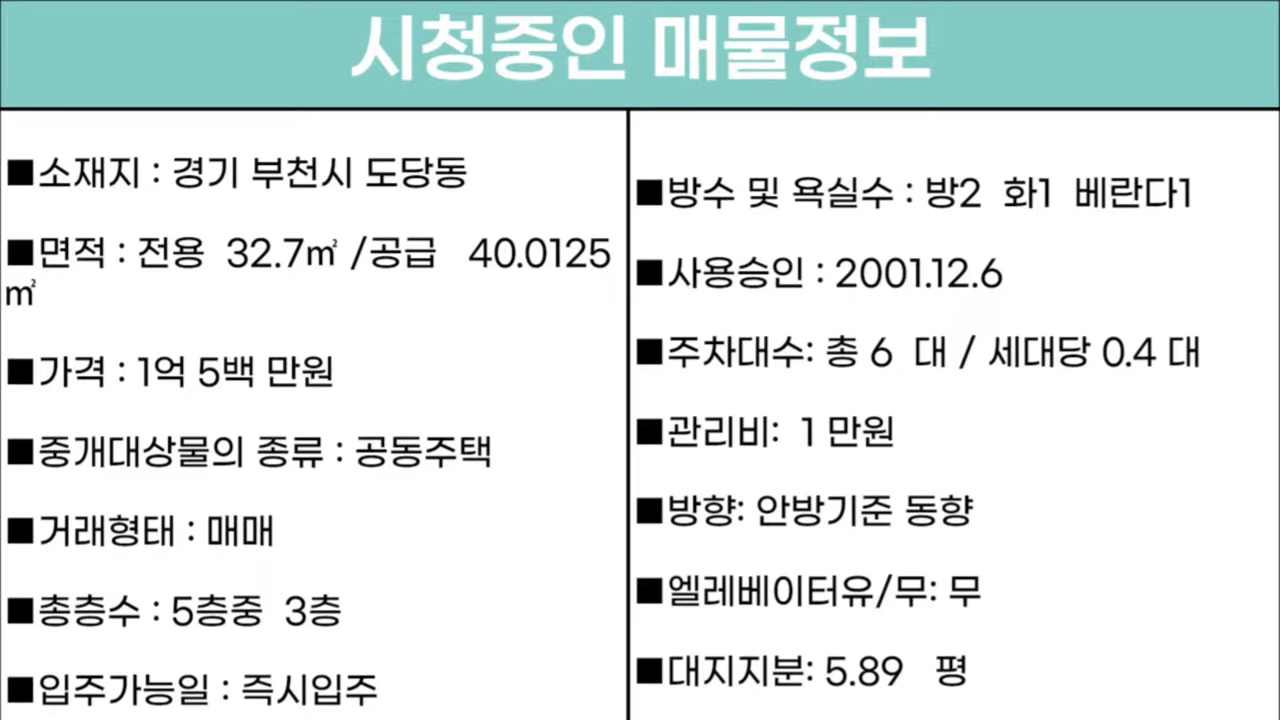 시청중인 매물정보
■소재지 : 경기 부천시 도당동
■면적 : 전용 32.7㎡ /공급 40.0125
㎡
■가격 : 1억 5백 만원
■중개대상물의 종류 : 공동주택
■거래형태 : 매매
■총층수 : 5층중 3층
■입주가능일 : 즉시입주
■방수 및 욕실수 : 방2 화1 베란다1
■사용승인 : 2001.12.6
■주차대수: 총 6 대 / 세대당 0.4 대
■관리비: 1 만원
■방향: 안방기준 동향
■엘레베이터유/무: 무
■대지지분: 5.89 평